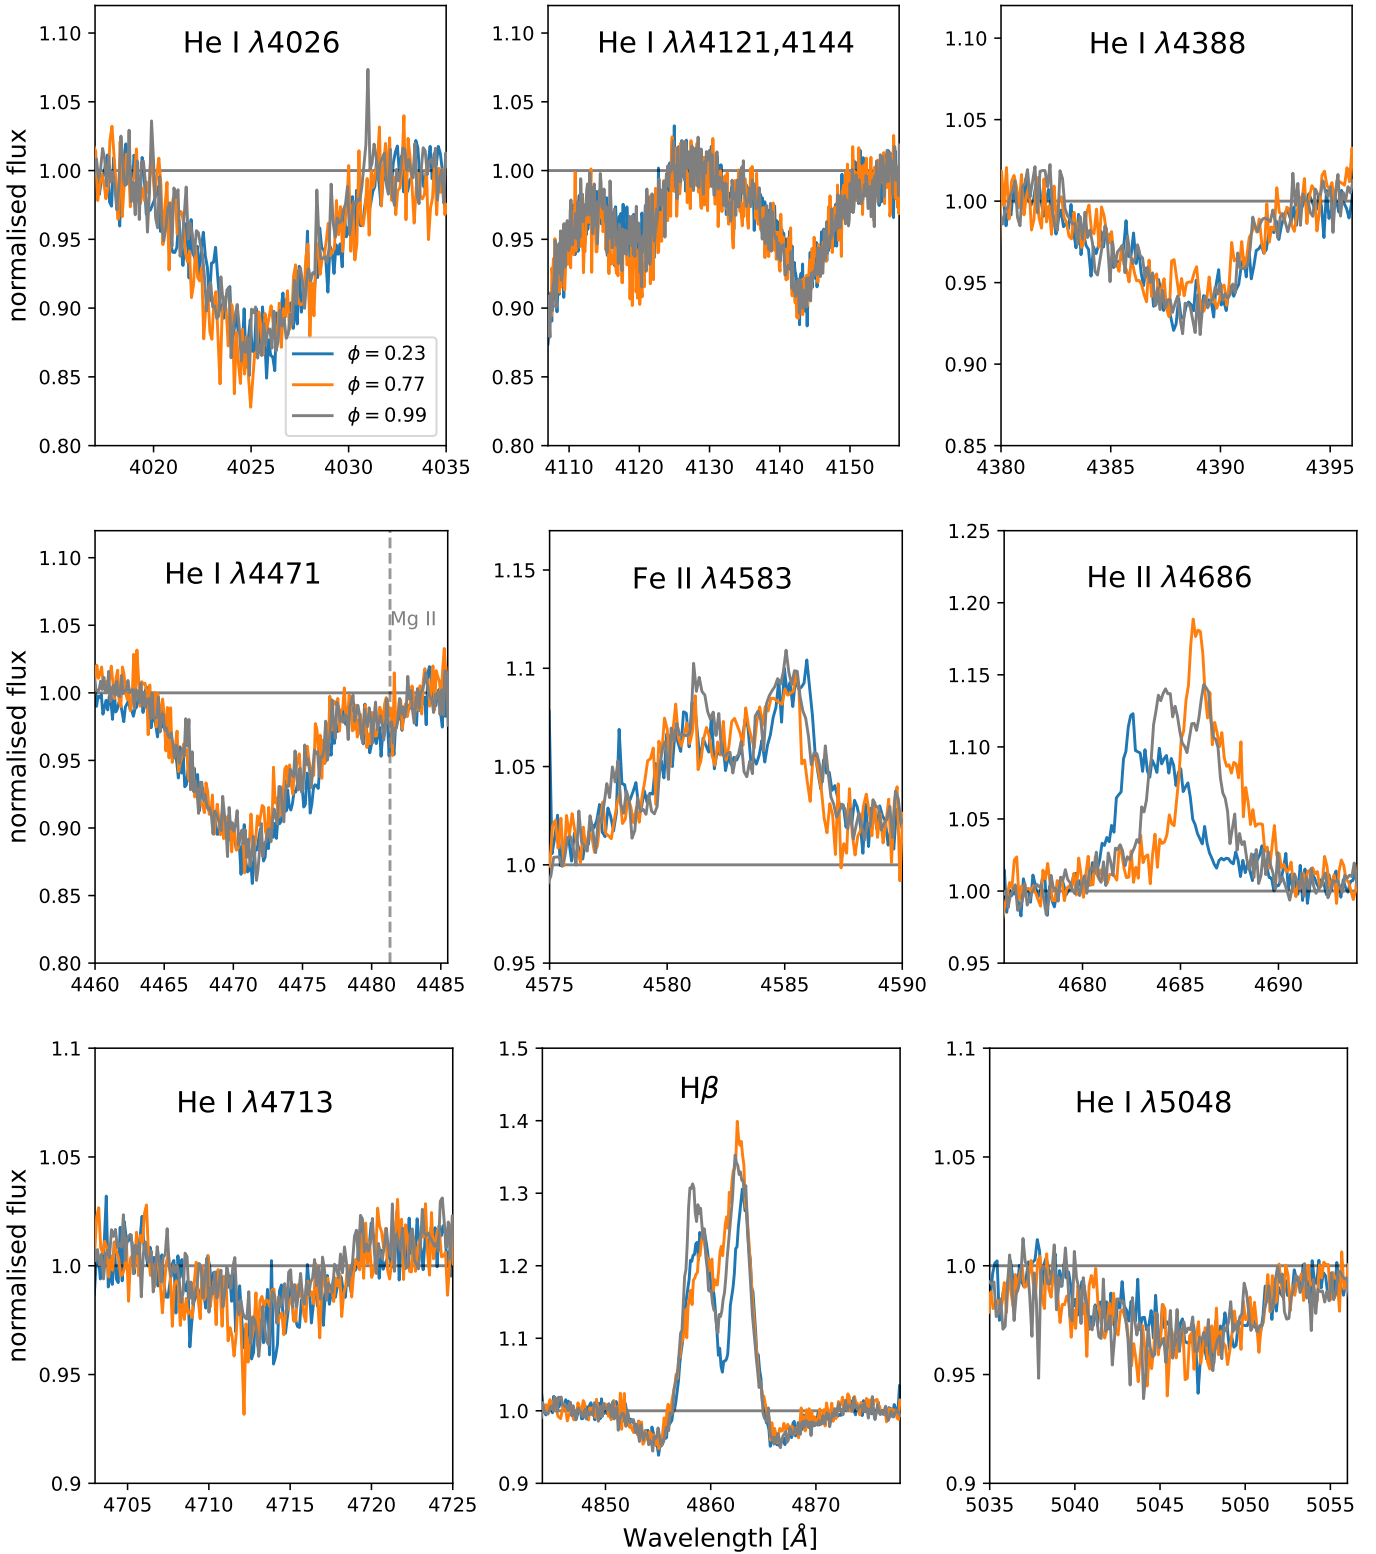 He I λ4026
1.10
1.05
1.00
0.95
0.90
0.85
0.80
normalised flux
ϕ = 0.23
ϕ = 0.77
ϕ = 0.99
4020 4025 4030 4035
He I λλ4121,4144
1.10
1.05
1.00
0.95
0.90
0.85
0.80
4110 4120 4130 4140 4150
He I λ4388
1.10
1.05
1.00
0.95
0.90
0.85
4380 4385 4390 4395
He I λ4471
1.10
1.05
1.00
0.95
0.90
0.85
0.80
normalised flux
Mg II
4460 4465 4470 4475 4480 4485
Fe II λ4583
1.15
1.1
1.05
1.0
0.95
4575 4580 4585 4590
He II λ4686
1.25
1.20
1.15
1.10
1.05
1.00
0.95
4680 4685 4690
He I λ4713
1.1
1.05
1.0
0.95
0.9
normalised flux
4705 4710 4715 4720 4725
Hβ
1.5
1.4
1.3
1.2
1.1
1.0
0.9
4850 4860 4870
Wavelength [Å]
He I λ5048
1.1
1.05
1.0
0.95
0.9
5035 5040 5045 5050 5055